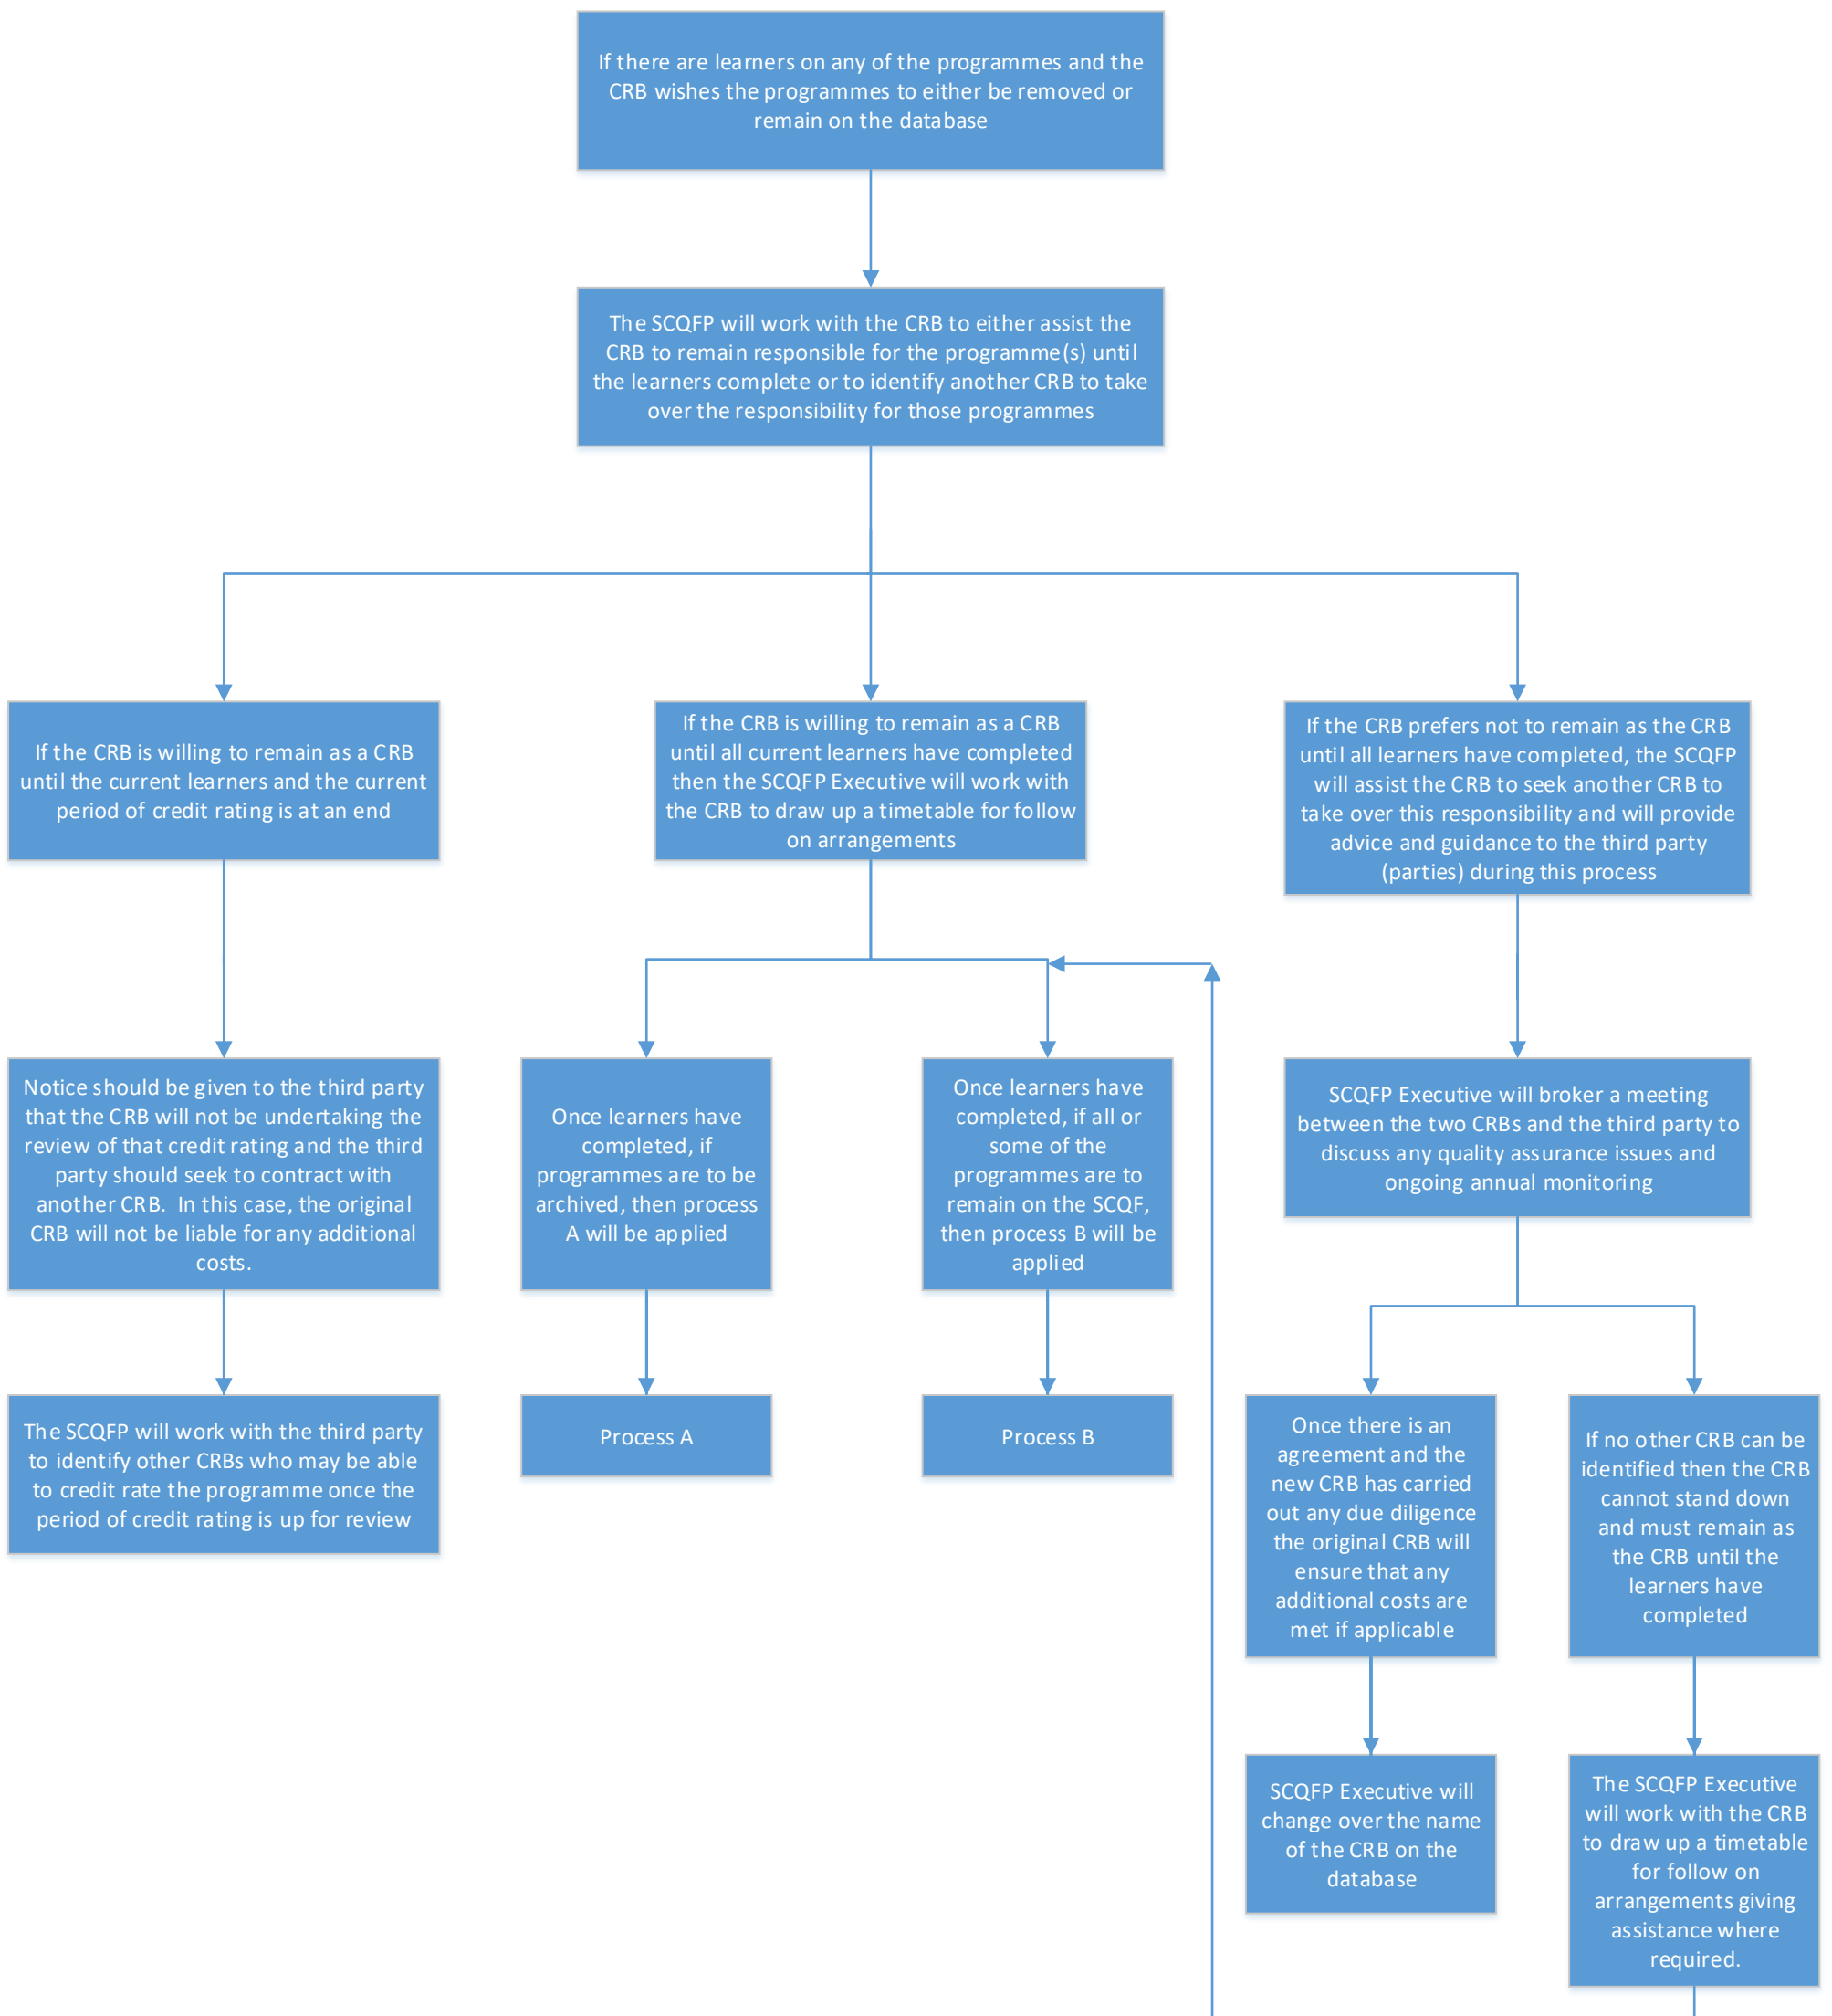 If there are learners on any of the programmes and the
CRB wishes the programmes to either be removed or
remain on the database
The SCQFP will work with the CRB to either assist the
CRB to remain responsible for the programme(s) until
the learners complete or to identify another CRB to take
over the responsibility for those programmes
If the CRB is willing to remain as a CRB
until the current learners and the current
period of credit rating is at an end
If the CRB is willing to remain as a CRB
until all current learners have completed
then the SCQFP Executive will work with
the CRB to draw up a timetable for follow
on arrangements
If the CRB prefers not to remain as the CRB
until all learners have completed, the SCQFP
will assist the CRB to seek another CRB to
take over this responsibility and will provide
advice and guidance to the third party
(parties) during this process
Notice should be given to the third party
that the CRB will not be undertaking the
review of that credit rating and the third
party should seek to contract with
another CRB.  In this case, the original
CRB will not be liable for any additional
costs.
Once learners have
completed, if
programmes are to be
archived, then process
A will be applied
Once learners have
completed, if all or
some of the
programmes are to
remain on the SCQF,
then process B will be
applied
SCQFP Executive will broker a meeting
between the two CRBs and the third party to
discuss any quality assurance issues and
ongoing annual monitoring
The SCQFP will work with the third party
to identify other CRBs who may be able
to credit rate the programme once the
period of credit rating is up for review
Process A
Process B
Once there is an
agreement and the
new CRB has carried
out any due diligence
the original CRB will
ensure that any
additional costs are
met if applicable
If no other CRB can be
identified then the CRB
cannot stand down
and must remain as
the CRB until the
learners have
completed
SCQFP Executive will
change over the name
of the CRB on the
database
The SCQFP Executive
will work with the CRB
to draw up a timetable
for follow on
arrangements giving
assistance where
required.